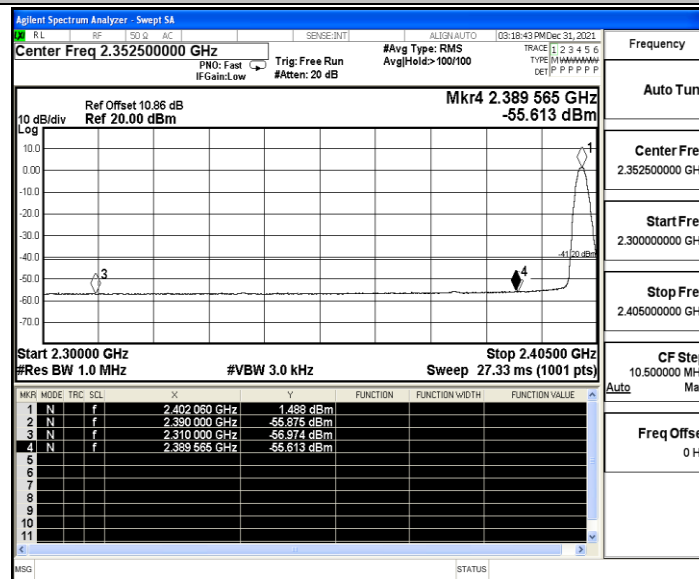 Agilent Spectrum Analyzer - Swept SA
RL RF 50 Ω AC SENSE:INT ALIGN AUTO 03:18:43 PM Dec 31, 2021
Center Freq 2.352500000 GHz
PNO: Fast
IFGain:Low
Trig: Free Run
#Atten: 20 dB
#Avg Type: RMS
Avg|Hold:>100/100
TRACE 1 2 3 4 5 6
TYPE M
DET P P P P P P
Ref Offset 10.86 dB
10 dB/div Ref 20.00 dBm
Log
Mkr4 2.389 565 GHz
-55.613 dBm
10.0
0.00
-10.0
-20.0
-30.0
-40.0
-50.0
-60.0
-70.0
1
-41.20 dBm
3
4
Start 2.30000 GHz Stop 2.40500 GHz
#Res BW 1.0 MHz #VBW 3.0 kHz Sweep 27.33 ms (1001 pts)
MKR MODE TRC SCL X Y FUNCTION FUNCTION WIDTH FUNCTION VALUE
1 N f 2.402 060 GHz 1.488 dBm
2 N f 2.390 000 GHz -55.875 dBm
3 N f 2.310 000 GHz -56.974 dBm
4 N f 2.389 565 GHz -55.613 dBm
5
6
7
8
9
10
11
MSG STATUS
Frequency
Auto Tun
Center Fre
2.352500000 GH
Start Fre
2.300000000 GH
Stop Fre
2.405000000 GH
CF Ste
10.500000 MH
Auto Ma
Freq Offse
0 H